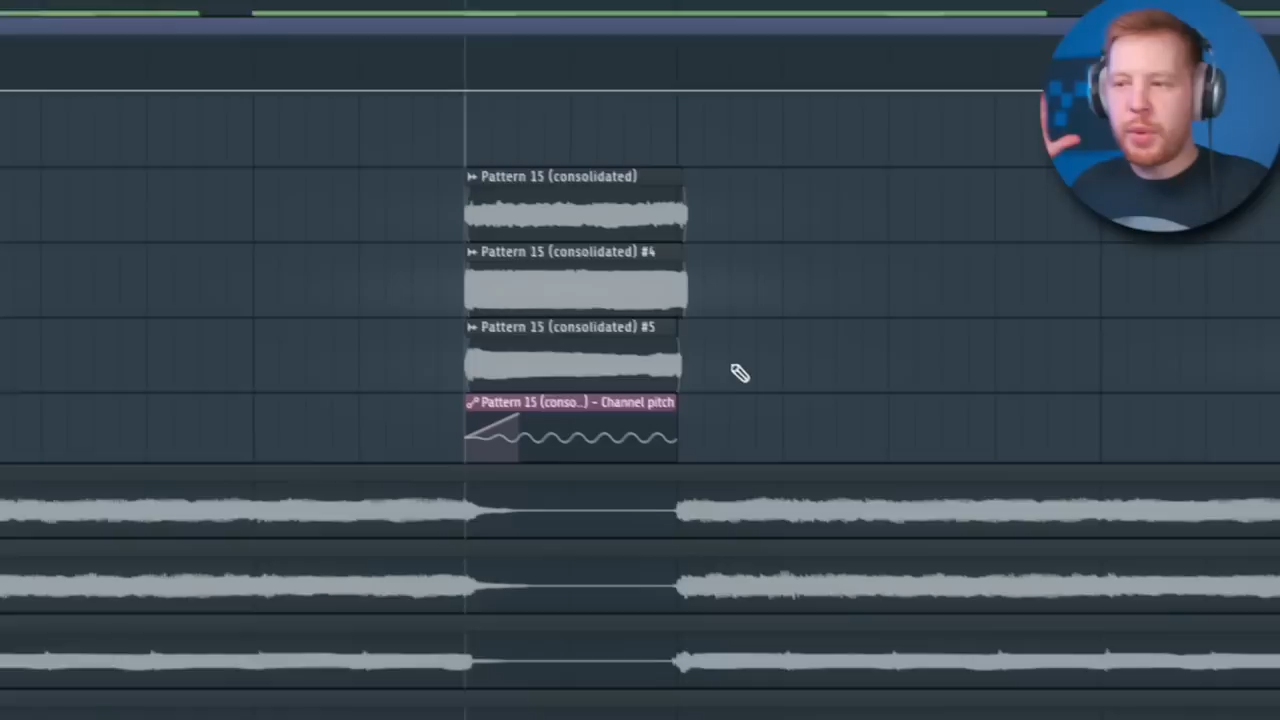 Pattern 15 (consolidated)
Pattern 15 (consolidated) #4
Pattern 15 (consolidated) #5
Pattern 15 (conso..) - Channel pitch